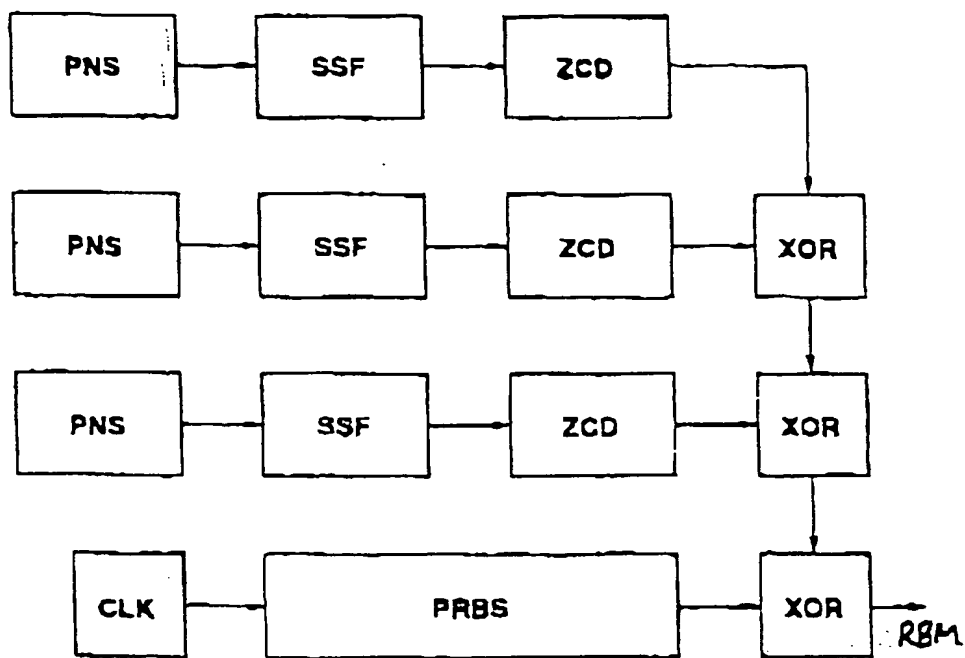 PNS SSF ZCD
PNS SSF ZCD XOR
PNS SSF ZCD XOR
CLK PRBS XOR
RBM